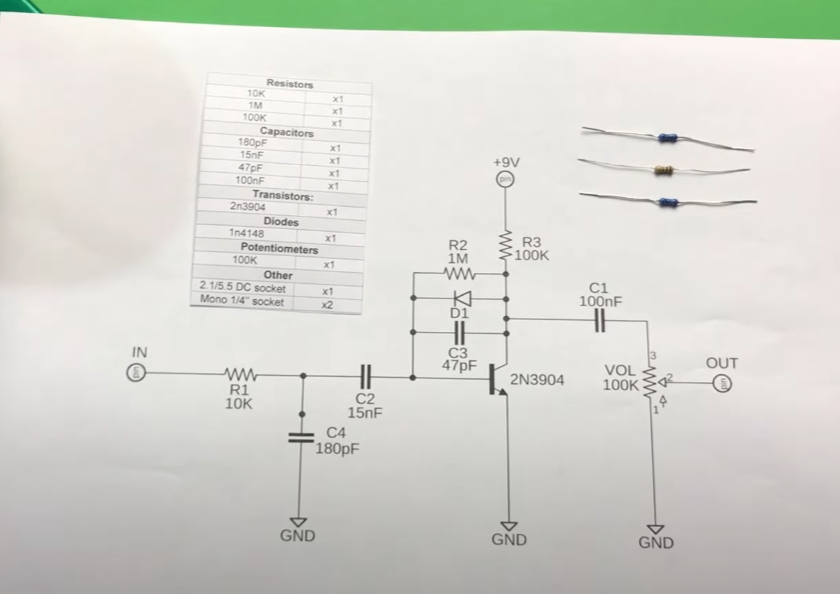 Resistors
10K x1
1M x1
100K x1
Capacitors
180pF x1
15nF x1
47pF x1
100nF x1
Transistors:
2n3904 x1
Diodes
1n4148 x1
Potentiometers
100K x1
Other
2.1/5.5 DC socket x1
Mono 1/4" socket x2
+9V
pin
R2
1M
R3
100K
D1
C3
47pF
C1
100nF
IN
pin
R1
10K
C2
15nF
C4
180pF
2N3904
3
VOL
100K
2
1
OUT
pin
GND
GND
GND